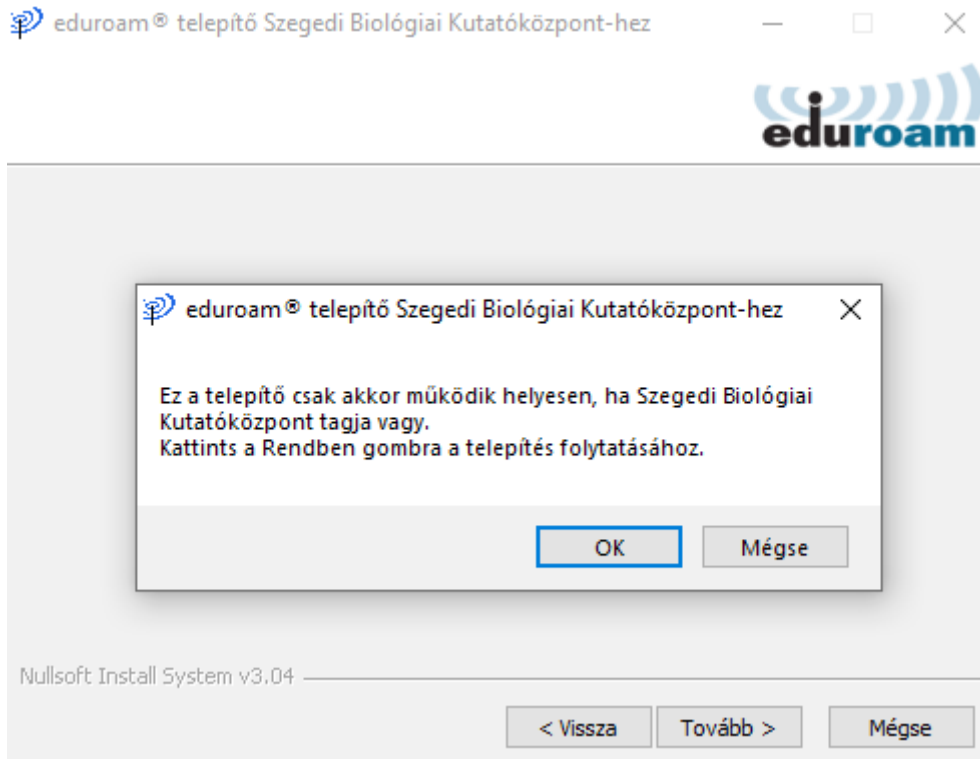 eduroam® telepítő Szegedi Biológiai Kutatóközpont-hez
eduroam
eduroam® telepítő Szegedi Biológiai Kutatóközpont-hez
Ez a telepítő csak akkor működik helyesen, ha Szegedi Biológiai
Kutatóközpont tagja vagy.
Kattints a Rendben gombra a telepítés folytatásához.
OK
Mégse
Nullsoft Install System v3.04
< Vissza
Tovább >
Mégse